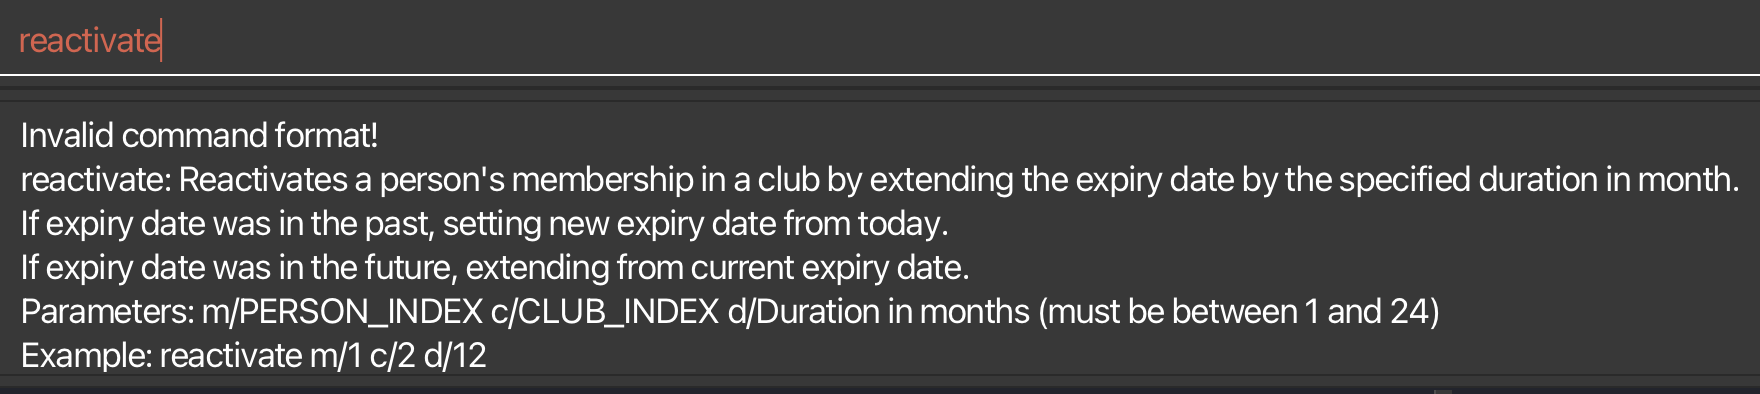 reactivate
Invalid command format!
reactivate: Reactivates a person's membership in a club by extending the expiry date by the specified duration in month.
If expiry date was in the past, setting new expiry date from today.
If expiry date was in the future, extending from current expiry date.
Parameters: m/PERSON_INDEX c/CLUB_INDEX d/Duration in months (must be between 1 and 24)
Example: reactivate m/1 c/2 d/12